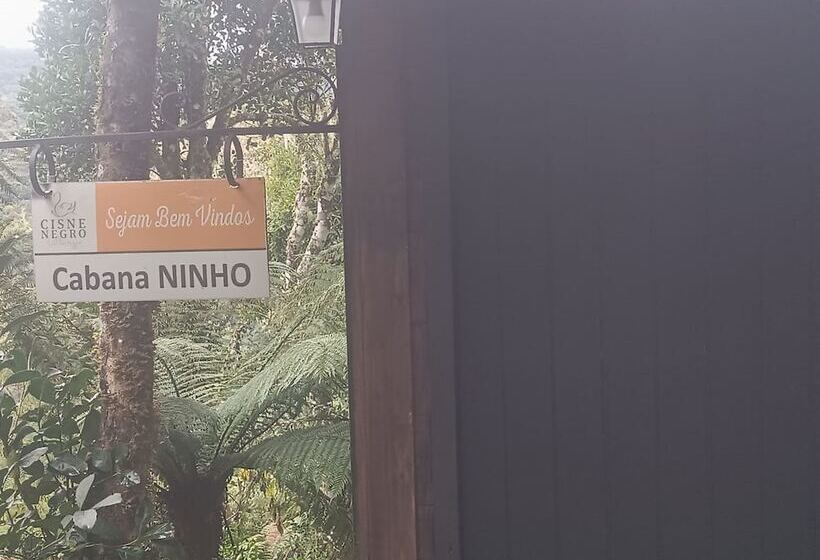 CISNE
NEGRO
Sejam Bem Vindos
Cabana NINHO